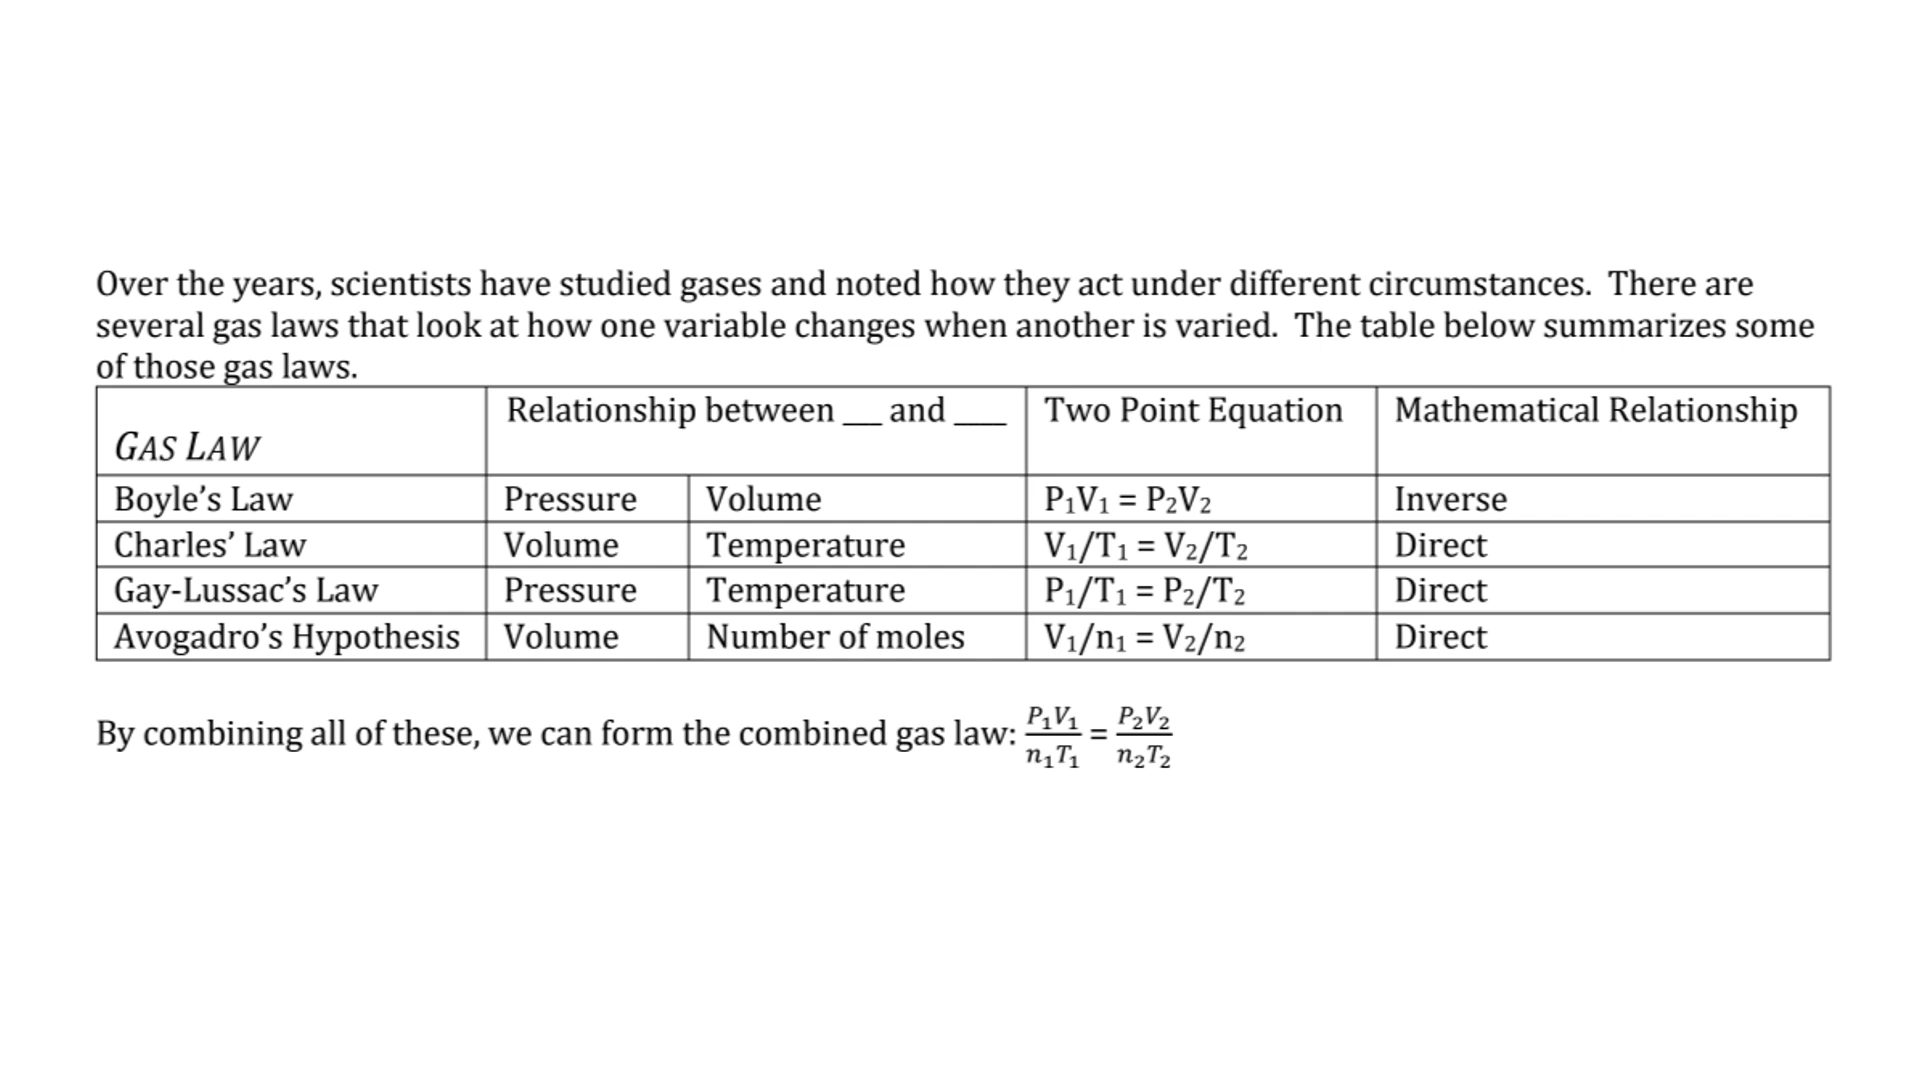 Over the years, scientists have studied gases and noted how they act under different circumstances.  There are
several gas laws that look at how one variable changes when another is varied.  The table below summarizes some
of those gas laws.
GAS LAW	Relationship between ___ and ____	Two Point Equation	Mathematical Relationship
Boyle’s Law	Pressure	Volume	P₁V₁ = P₂V₂	Inverse
Charles’ Law	Volume	Temperature	V₁/T₁ = V₂/T₂	Direct
Gay-Lussac’s Law	Pressure	Temperature	P₁/T₁ = P₂/T₂	Direct
Avogadro’s Hypothesis	Volume	Number of moles	V₁/n₁ = V₂/n₂	Direct
By combining all of these, we can form the combined gas law: P₁V₁/n₁T₁ = P₂V₂/n₂T₂